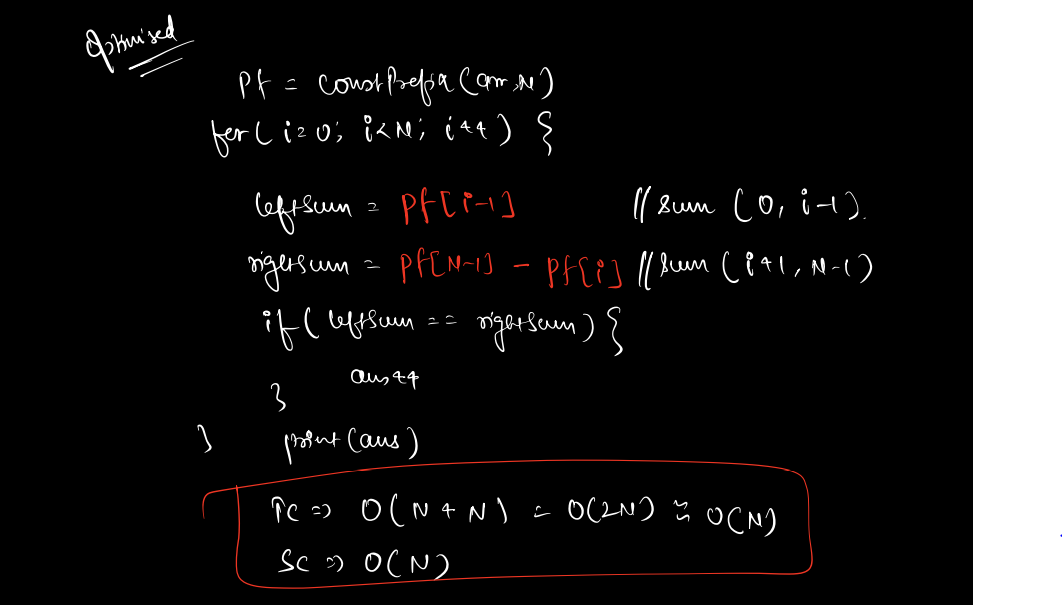 Optimised
Pf = constPrefix(arr, N)
for( i=0; i<N; i++) {
leftSum = Pf[i-1] // sum (0, i-1).
rightSum = Pf[N-1] - Pf[i] // sum (i+1, N-1)
if( leftSum == rightSum) {
ans++
}
} print(ans)
TC => O(N+N) = O(2N) ≈ O(N)
SC => O(N)